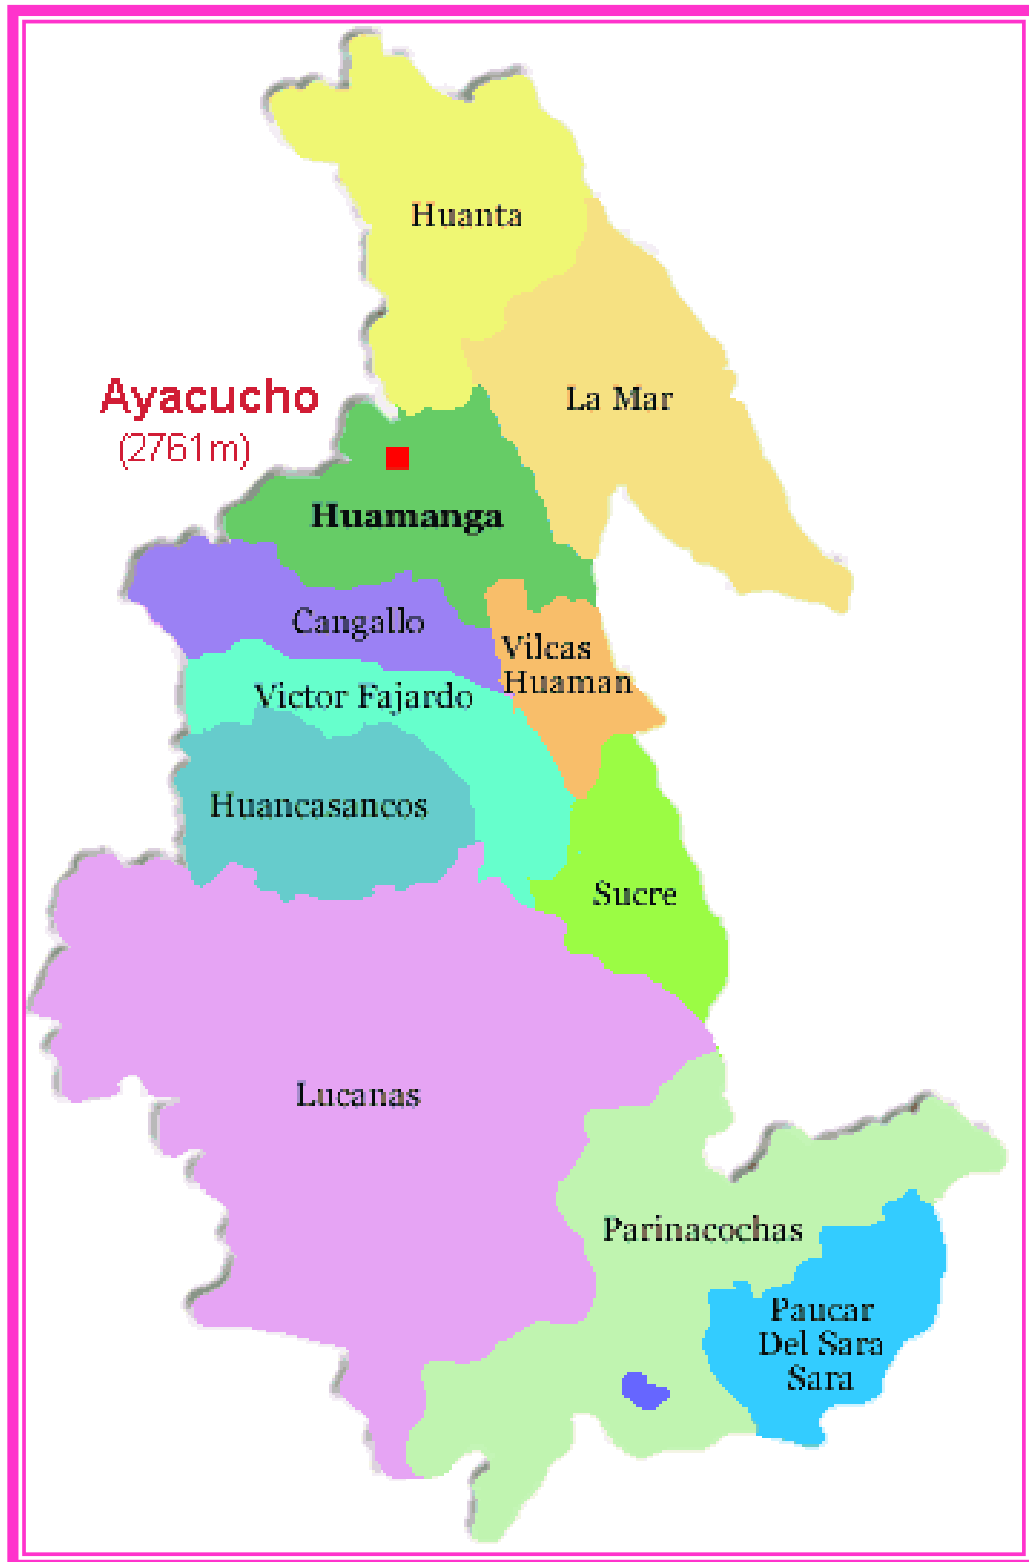 Huanta
La Mar
Ayacucho
(2761m)
Huamanga
Cangallo
Vilcas
Huaman
Victor Fajardo
Huancasancos
Sucre
Lucanas
Parinacochas
Paucar
Del Sara
Sara